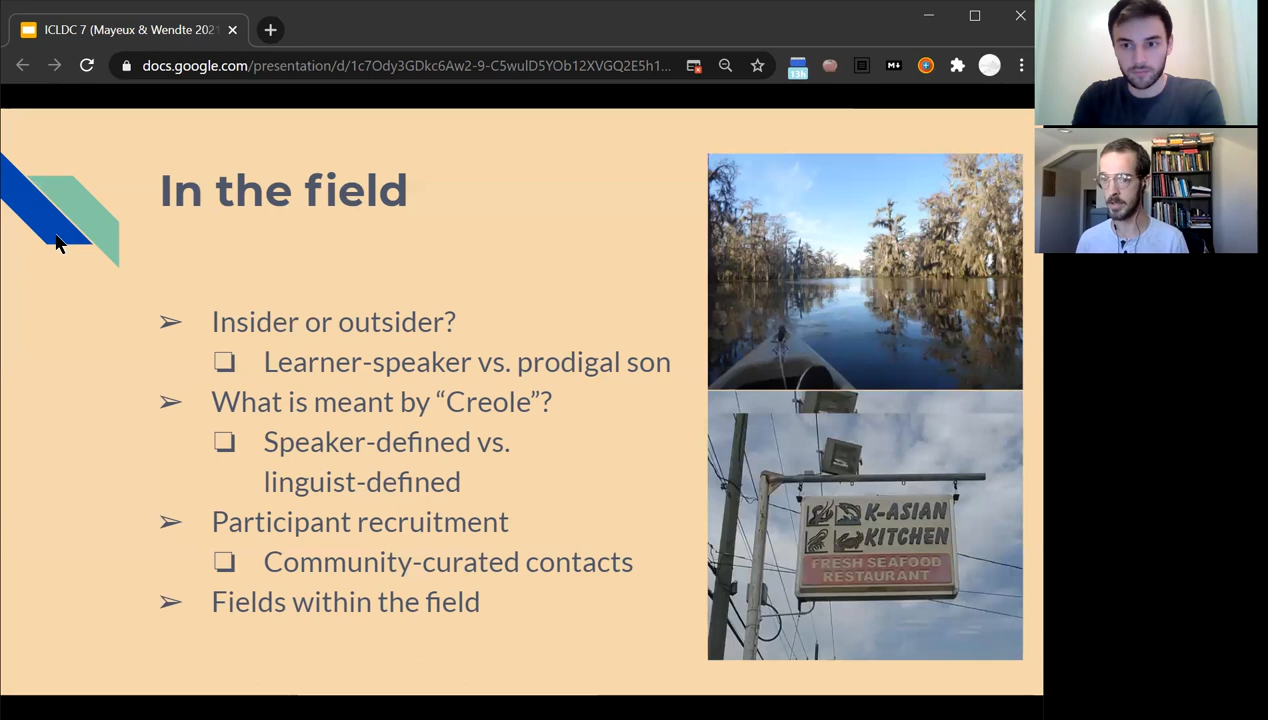 ICLDC 7 (Mayeux & Wendte 2021
docs.google.com/presentation/d/1c7Ody3GDkc6Aw2-9-C5wulD5YOb12XVGQ2E5h1...
13h
In the field
➢ Insider or outsider?
❏ Learner-speaker vs. prodigal son
➢ What is meant by “Creole”?
❏ Speaker-defined vs.
linguist-defined
➢ Participant recruitment
❏ Community-curated contacts
➢ Fields within the field
K-ASIAN
KITCHEN
FRESH SEAFOOD
RESTAURANT